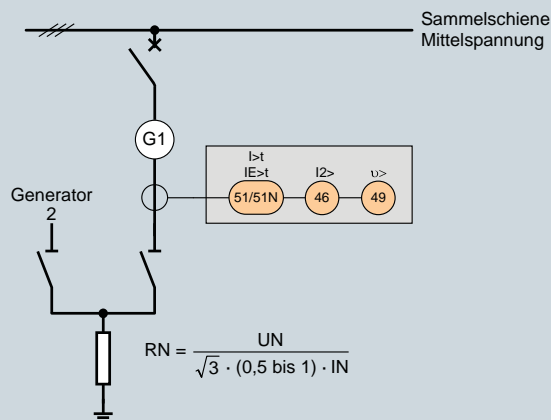 Sammelschiene
Mittelspannung
G1
I>t
IE>t
I2>
υ>
51/51N
46
49
Generator
2
RN = UN / √3 · (0,5 bis 1) · IN